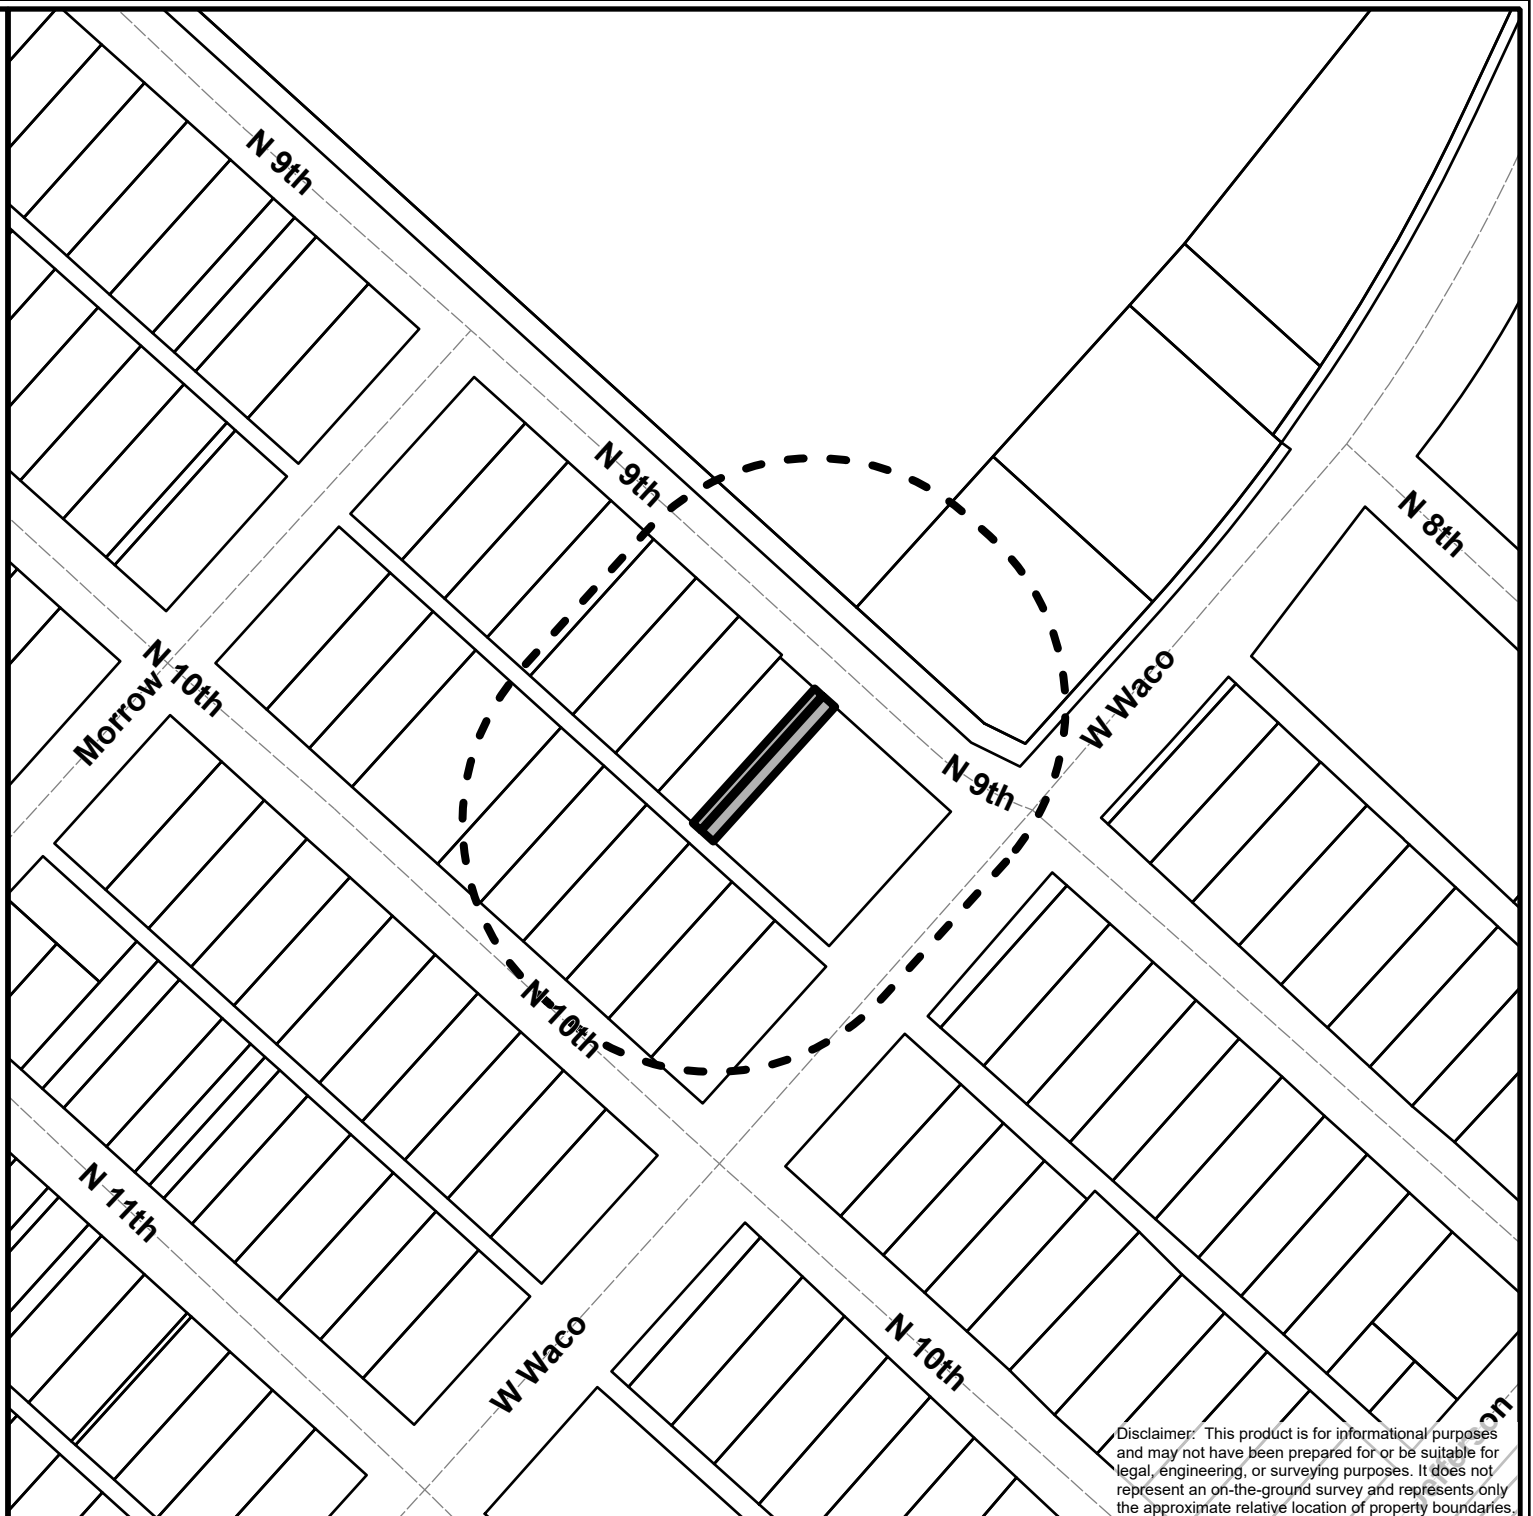 N 9th
N 9th
N 8th
N 10th
Morrow
W Waco
N 9th
N 10th
N 11th
W Waco
N 10th
Jefferson
Disclaimer: This product is for informational purposes
and may not have been prepared for or be suitable for
legal, engineering, or surveying purposes. It does not
represent an on-the-ground survey and represents only
the approximate relative location of property boundaries.